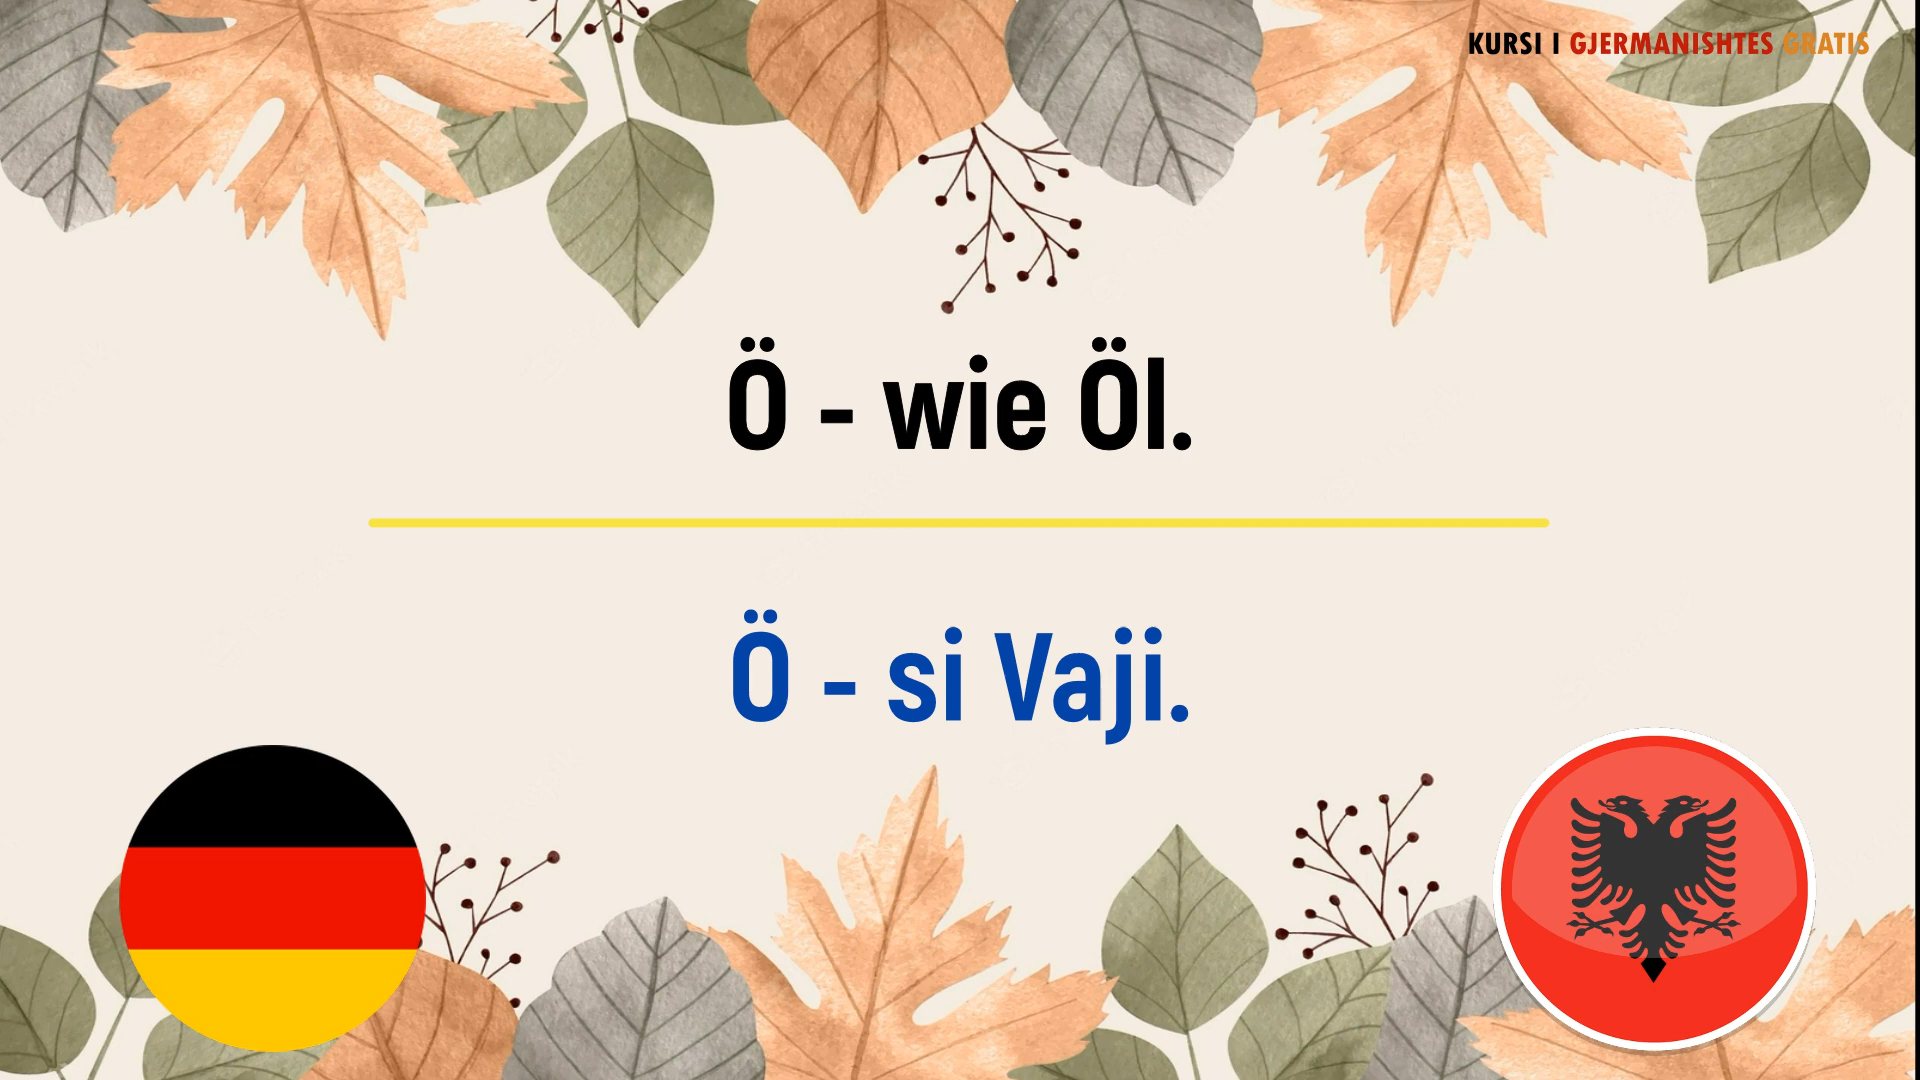 KURSI I GJERMANISHTES GRATIS
Ö - wie Öl.
Ö - si Vaji.